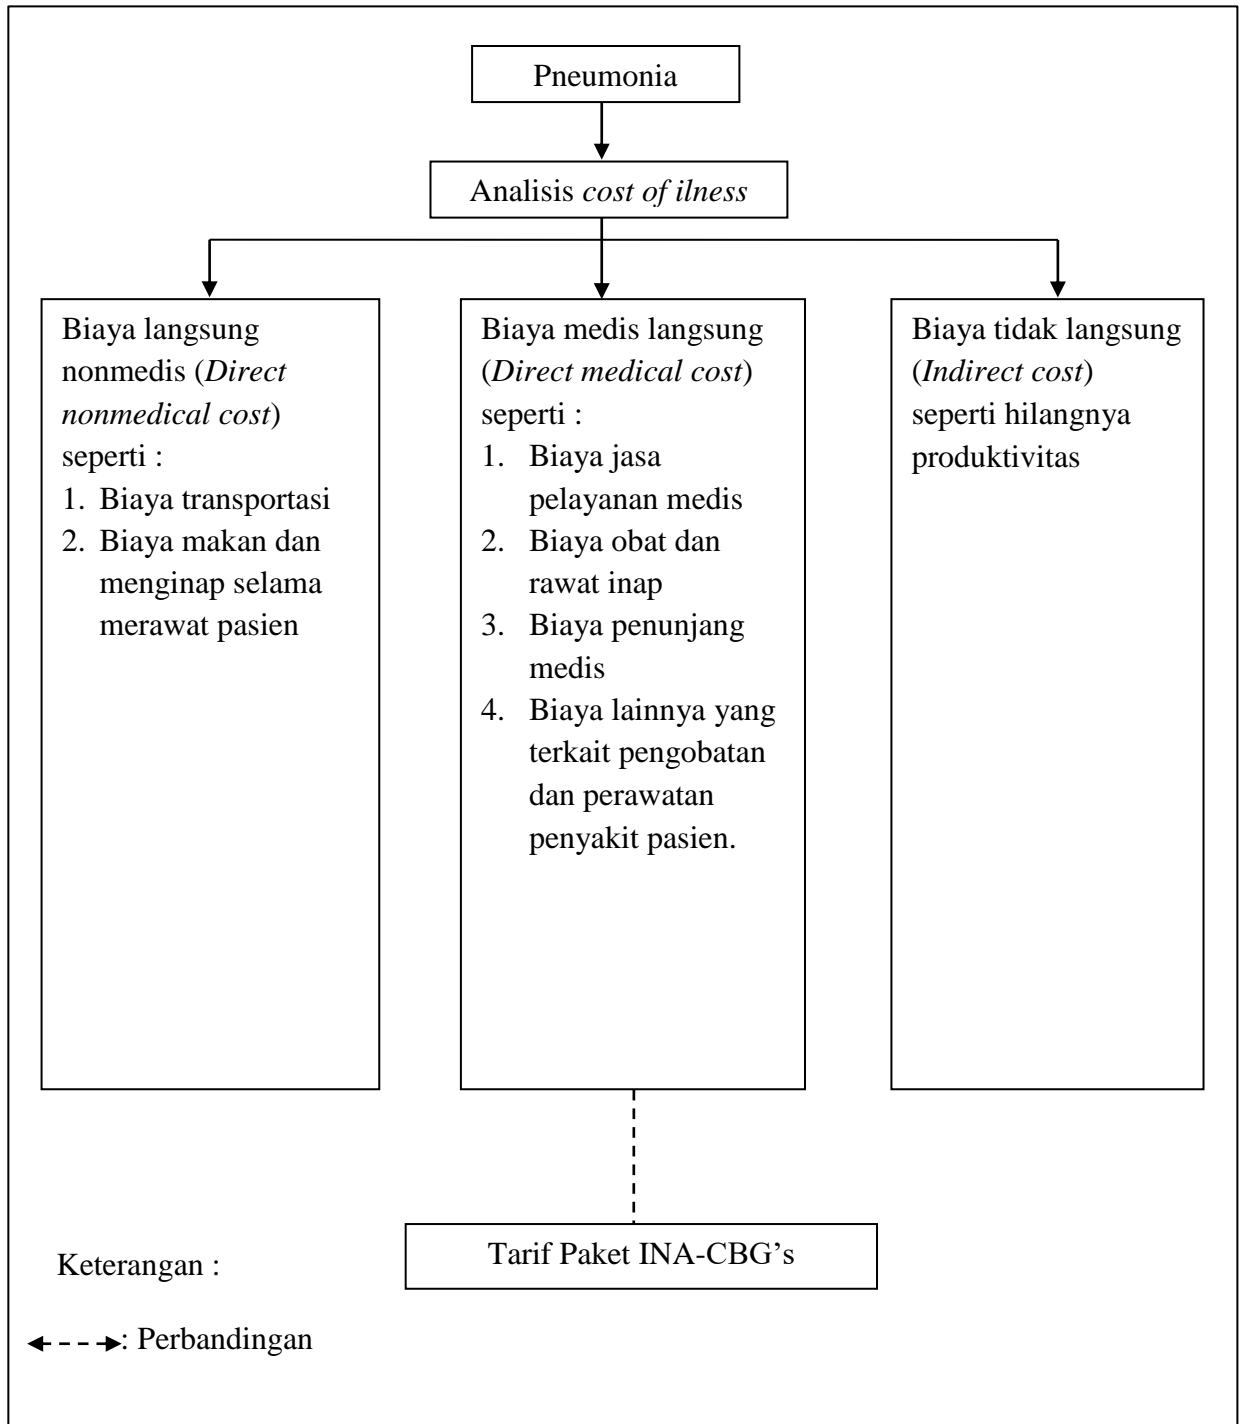 Pneumonia
Analisis cost of ilness
Biaya langsung
nonmedis (Direct
nonmedical cost)
seperti :
1. Biaya transportasi
2. Biaya makan dan
menginap selama
merawat pasien
Biaya medis langsung
(Direct medical cost)
seperti :
1. Biaya jasa
pelayanan medis
2. Biaya obat dan
rawat inap
3. Biaya penunjang
medis
4. Biaya lainnya yang
terkait pengobatan
dan perawatan
penyakit pasien.
Biaya tidak langsung
(Indirect cost)
seperti hilangnya
produktivitas
Tarif Paket INA-CBG’s
Keterangan :
: Perbandingan